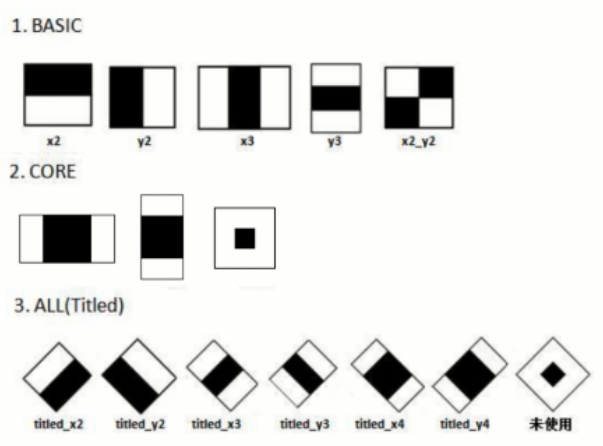 1. BASIC
x2 y2 x3 y3 x2_y2
2. CORE
3. ALL(Titled)
titled_x2 titled_y2 titled_x3 titled_y3 titled_x4 titled_y4 未使用